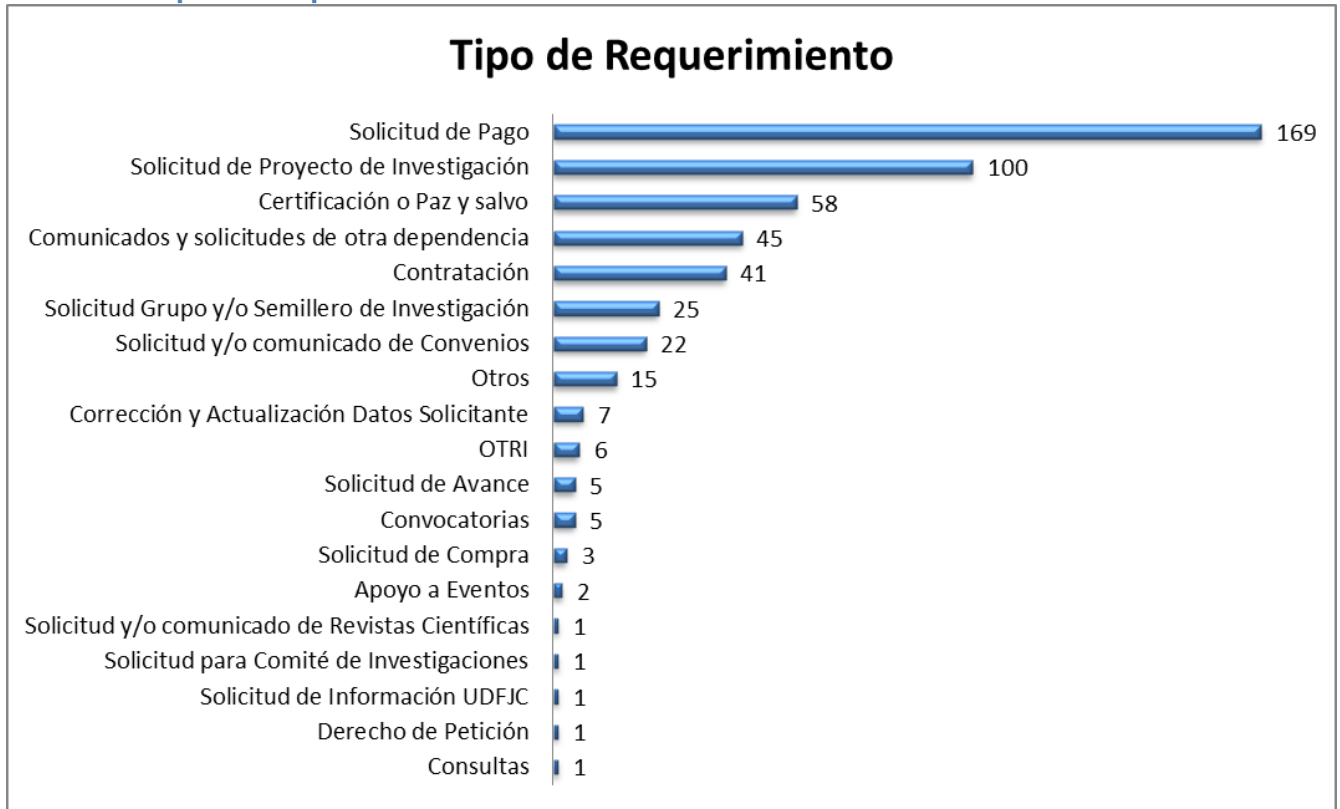 Tipo de Requerimiento
Solicitud de Pago 169
Solicitud de Proyecto de Investigación 100
Certificación o Paz y salvo 58
Comunicados y solicitudes de otra dependencia 45
Contratación 41
Solicitud Grupo y/o Semillero de Investigación 25
Solicitud y/o comunicado de Convenios 22
Otros 15
Corrección y Actualización Datos Solicitante 7
OTRI 6
Solicitud de Avance 5
Convocatorias 5
Solicitud de Compra 3
Apoyo a Eventos 2
Solicitud y/o comunicado de Revistas Científicas 1
Solicitud para Comité de Investigaciones 1
Solicitud de Información UDFJC 1
Derecho de Petición 1
Consultas 1